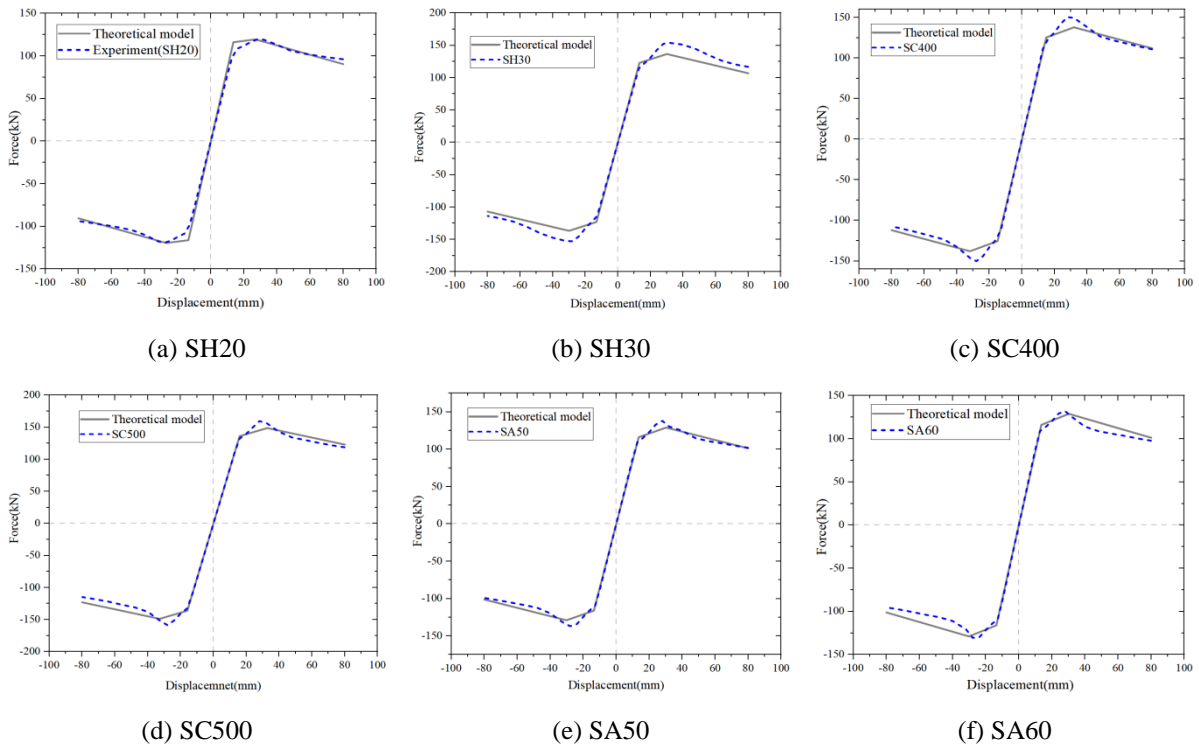 150
100
50
0
-50
-100
-150
-100 -80 -60 -40 -20 0 20 40 60 80 100
Force(kN)
Displacement(mm)
Theoretical model
Experiment(SH20)
(a) SH20
200
150
100
50
0
-50
-100
-150
-200
-100 -80 -60 -40 -20 0 20 40 60 80 100
Force(kN)
Displacement(mm)
Theoretical model
SH30
(b) SH30
150
100
50
0
-50
-100
-150
-100 -80 -60 -40 -20 0 20 40 60 80 100
Force(kN)
Displacemnet(mm)
Theoretical model
SC400
(c) SC400
200
150
100
50
0
-50
-100
-150
-200
-100 -80 -60 -40 -20 0 20 40 60 80 100
Force(kN)
Displacemnet(mm)
Theoretical model
SC500
(d) SC500
150
100
50
0
-50
-100
-150
-100 -80 -60 -40 -20 0 20 40 60 80 100
Force(kN)
Displacemnet(mm)
Theoretical model
SA50
(e) SA50
150
100
50
0
-50
-100
-150
-100 -80 -60 -40 -20 0 20 40 60 80 100
Force(kN)
Displacement(mm)
Theoretical model
SA60
(f) SA60